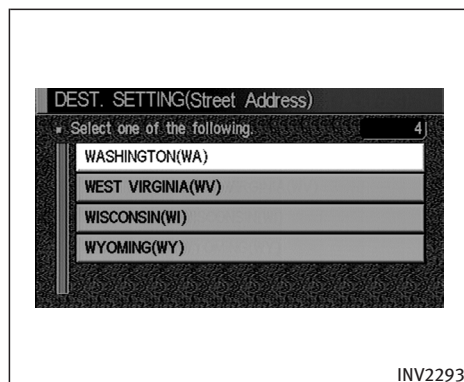 DEST. SETTING(Street Address)
Select one of the following. 4
WASHINGTON(WA)
WEST VIRGINIA(WV)
WISCONSIN(WI)
WYOMING(WY)
INV2293